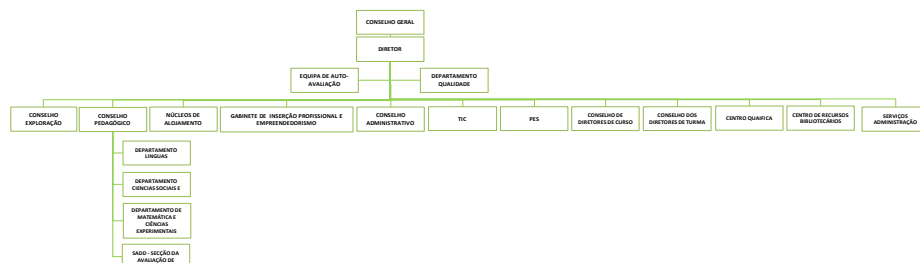 CONSELHO GERAL
DIRETOR
EQUIPA DE AUTO-
AVALIAÇÃO
DEPARTAMENTO
QUALIDADE
CONSELHO
EXPLORAÇÃO
CONSELHO
PEDAGÓGICO
NÚCLEOS DE
ALOJAMENTO
GABINETE DE INSERÇÃO PROFISSIONAL E
EMPREENDEDORISMO
CONSELHO
ADMINISTRATIVO
TIC
PES
CONSELHO DE
DIRETORES DE CURSO
CONSELHO DOS
DIRETORES DE TURMA
CENTRO QUAIFICA
CENTRO DE RECURSOS
BIBLIOTECÁRIOS
SERVIÇOS
ADMINISTRAÇÃO
DEPARTAMENTO
LINGUAS
DEPARTAMENTO
CIENCIAS SOCIAIS E
DEPARTAMENTO DE
MATEMÁTICA E
CIÊNCIAS
EXPERIMENTAIS
SADD - SECÇÃO DA
AVALIAÇÃO DE